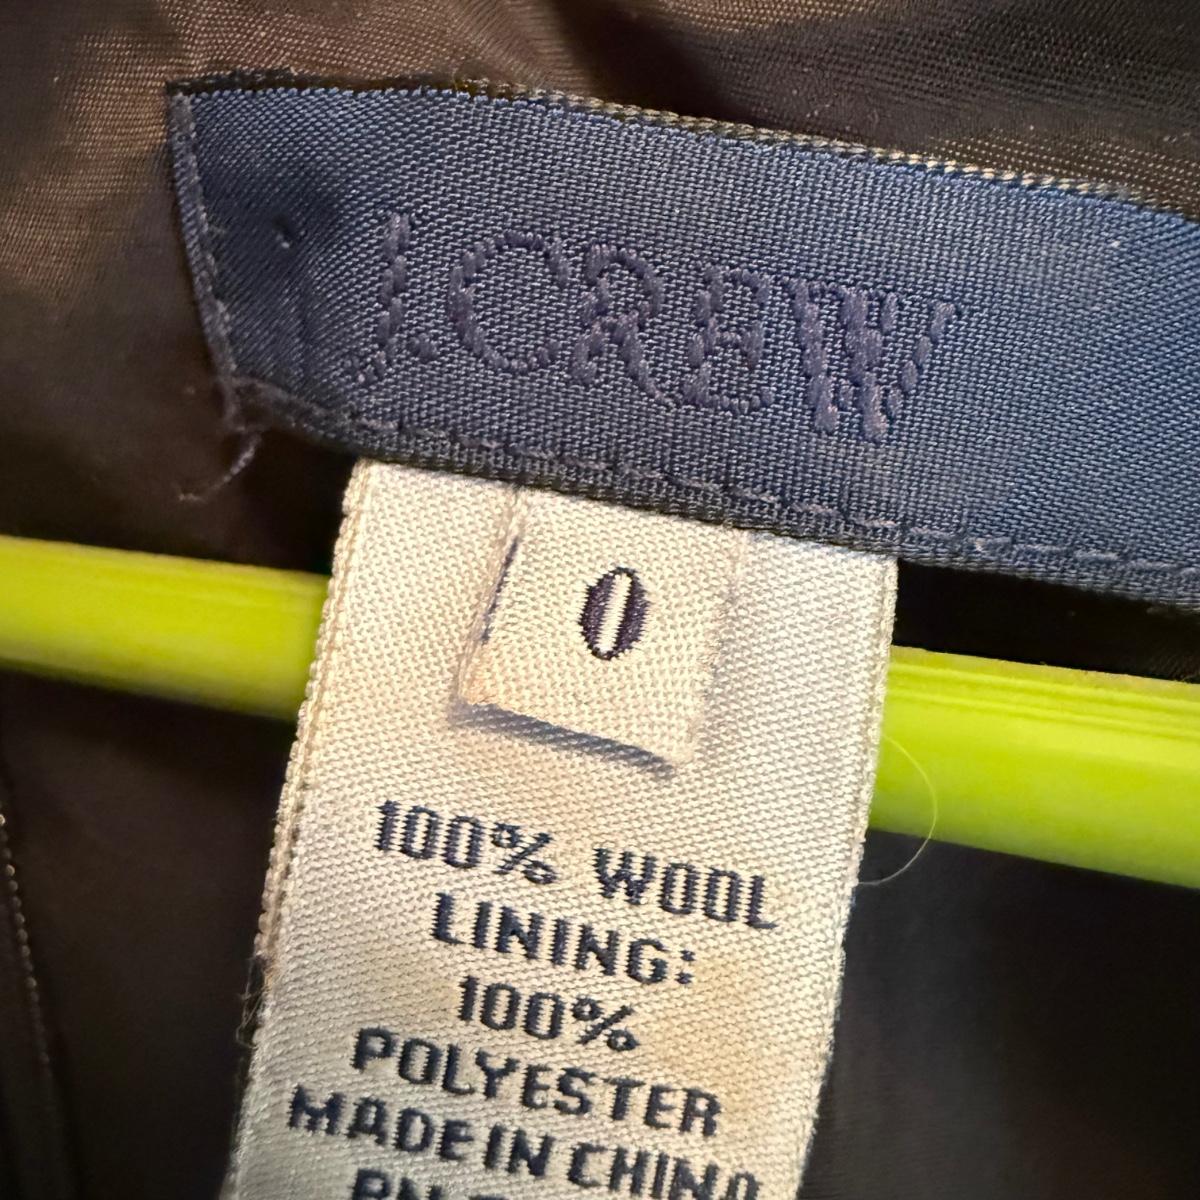 J.CREW
0
100% WOOL
LINING:
100%
POLYESTER
MADE IN CHINA